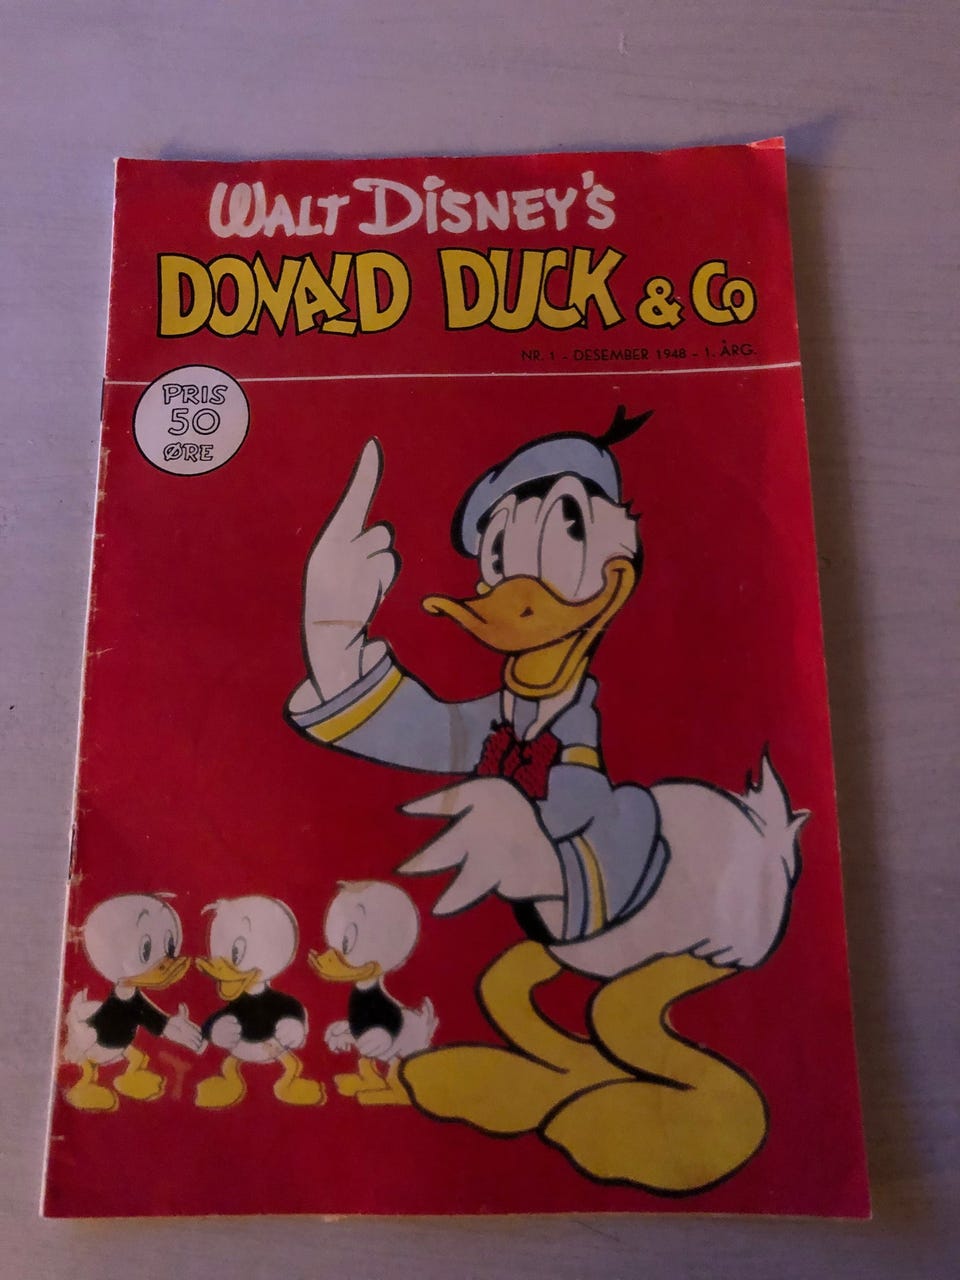 WALT DISNEY'S
DONALD DUCK & Co
NR. 1 - DESEMBER 1948 - 1. ÅRG.
PRIS
50
ØRE